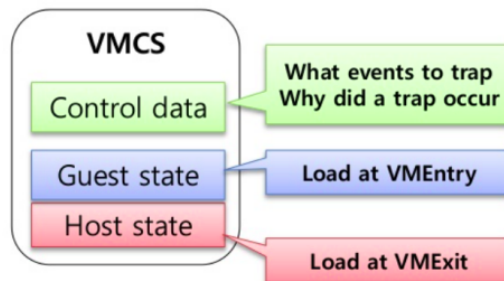 VMCS
Control data
What events to trap
Why did a trap occur
Guest state
Load at VMEntry
Host state
Load at VMExit